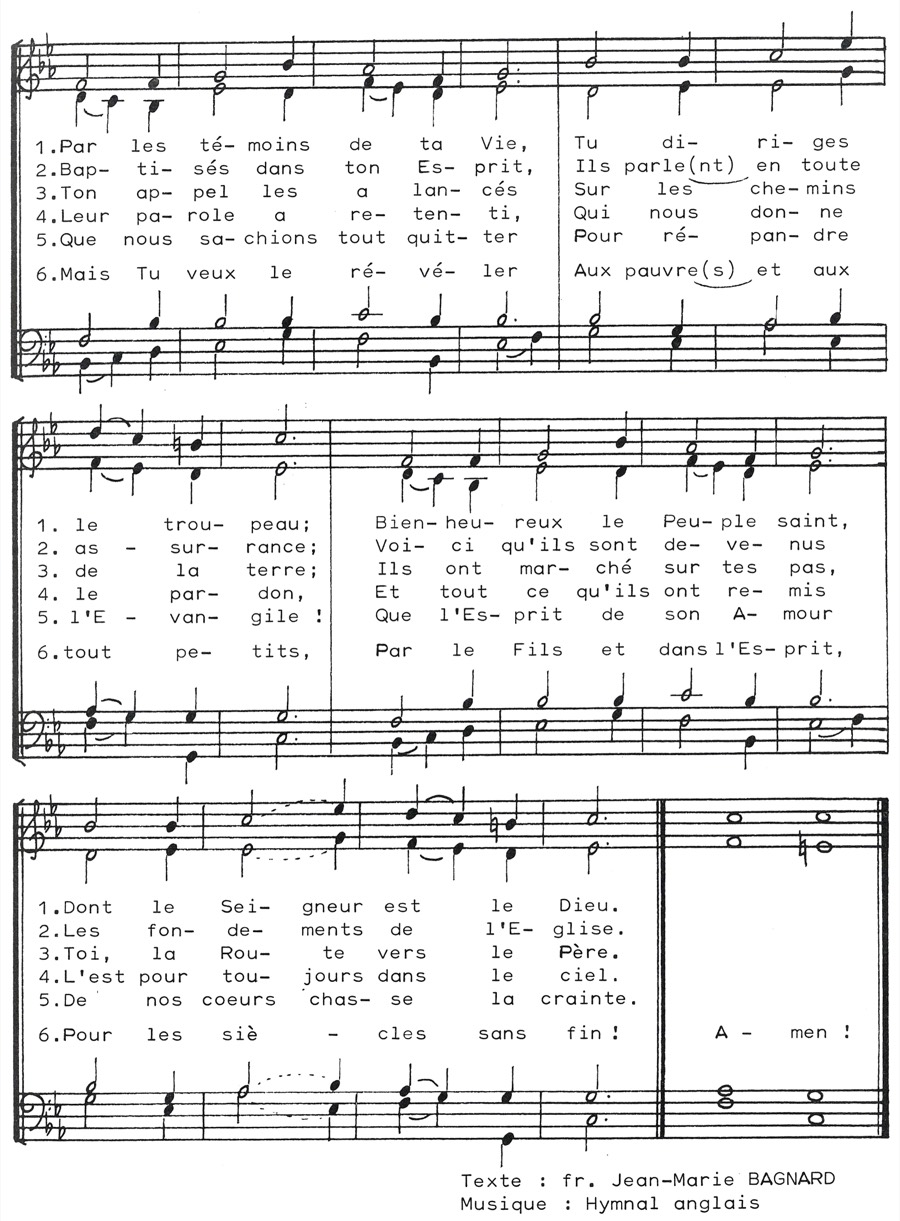 1.Par les té- moins de ta Vie, Tu di- ri- ges
2.Bap- ti- sés dans ton Es- prit, Ils parle(nt) en toute
3.Ton ap- pel les a lan- cés Sur les che- mins
4.Leur pa- role a re- ten- ti, Qui nous don- ne
5.Que nous sa- chions tout quit- ter Pour ré- pan- dre
6.Mais Tu veux le ré- vé- ler Aux pauvre(s) et aux
1. le trou- peau; Bien- heu- reux le Peu- ple saint,
2. as - su- rance; Voi- ci qu'ils sont de- ve- nus
3. de la terre; Ils ont mar- ché sur tes pas,
4. le par- don, Et tout ce qu'ils ont re- mis
5. l'E - van- gile ! Que l'Es- prit de son A- mour
6.tout pe- tits, Par le Fils et dans l'Es- prit,
1.Dont le Sei- gneur est le Dieu.
2.Les fon- de- ments de l'E- glise.
3.Toi, la Rou- te vers le Père.
4.L'est pour tou- jours dans le ciel.
5.De nos coeurs chas- se la crainte.
6.Pour les siè - cles sans fin ! A - men !
Texte : fr. Jean-Marie BAGNARD
Musique : Hymnal anglais